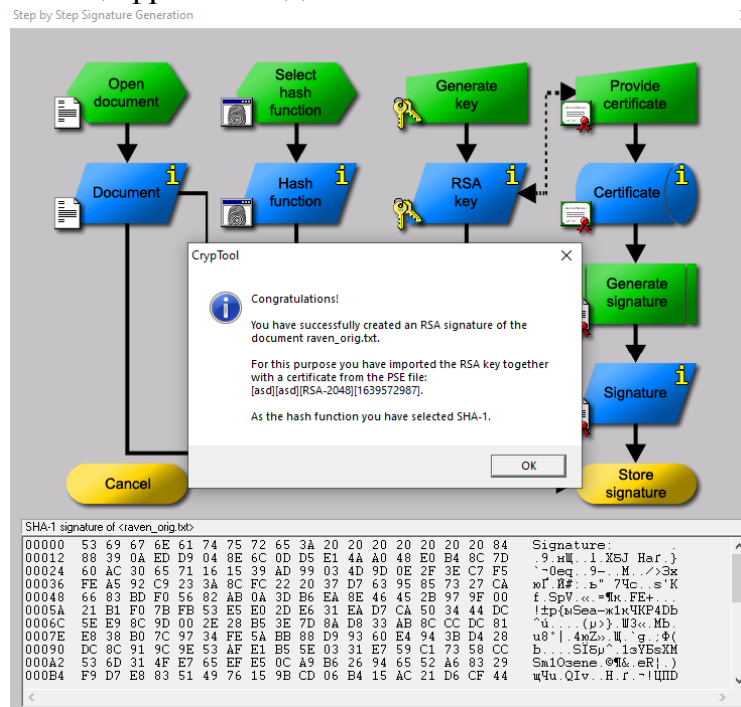 Step by Step Signature Generation
Open
document
Select
hash
function
Generate
key
Provide
certificate
Document
i
Hash
function
i
RSA
key
i
Certificate
i
CrypTool
Congratulations!
You have successfully created an RSA signature of the
document raven_orig.txt.
For this purpose you have imported the RSA key together
with a certificate from the PSE file:
[asd][asd][RSA-2048][1639572987].
As the hash function you have selected SHA-1.
OK
Generate
signature
Signature
i
Cancel
Store
signature
SHA-1 signature of <raven_orig.txt>
00000 53 69 67 6E 61 74 75 72 65 3A 20 20 20 20 20 20 20 84 Signature:
00012 88 39 0A ED D9 04 8E 6C 0D D5 E1 4A A0 48 E0 B4 8C 7D
00024 60 AC 30 65 71 16 15 39 AD 99 03 4D 9D 0E 2F 3E C7 F5
00036 FE A5 92 C9 23 3A 8C FC 22 20 37 D7 63 95 85 73 27 CA
00048 66 83 BD F0 56 82 AB 0A 3D B6 EA 8E 46 45 2B 97 9F 00
0005A 21 B1 F0 7B FB 53 E5 E0 2D E6 31 EA D7 CA 50 34 44 DC
0006C 5E E9 8C 9D 00 2E 28 B5 3E 7D 8A D8 33 AB 8C CC DC 81
0007E E8 38 B0 7C 97 34 FE 5A BB 88 D9 93 60 E4 94 3B D4 28
00090 DC 8C 91 9C 9E 53 AF E1 B5 5E 03 31 E7 59 C1 73 58 CC
000A2 53 6D 31 4F E7 65 EF E5 0C A9 B6 26 94 65 52 A6 83 29
000B4 F9 D7 E8 83 51 49 76 15 9B CD 06 B4 15 AC 21 D6 CF 44